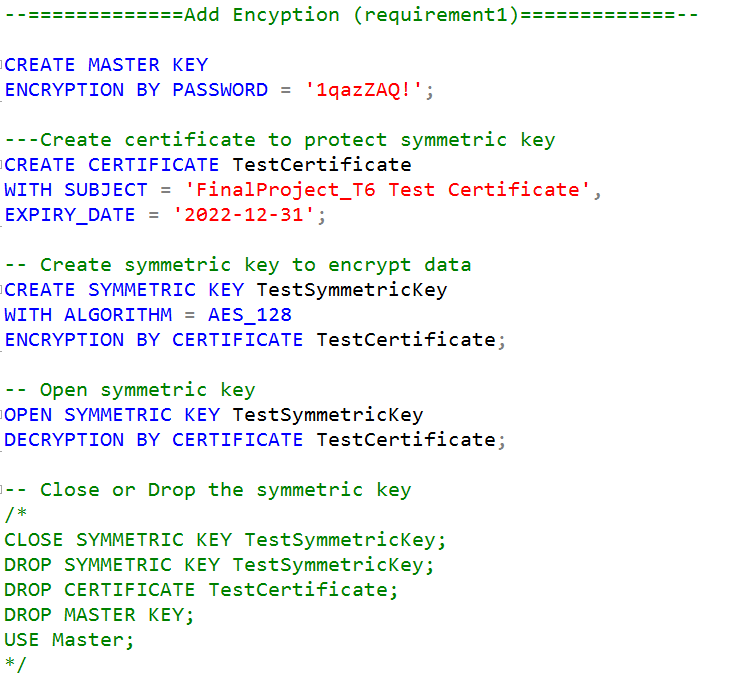 --=============Add Encyption (requirement1)=============--
CREATE MASTER KEY
ENCRYPTION BY PASSWORD = '1qazZAQ!';
---Create certificate to protect symmetric key
CREATE CERTIFICATE TestCertificate
WITH SUBJECT = 'FinalProject_T6 Test Certificate',
EXPIRY_DATE = '2022-12-31';
-- Create symmetric key to encrypt data
CREATE SYMMETRIC KEY TestSymmetricKey
WITH ALGORITHM = AES_128
ENCRYPTION BY CERTIFICATE TestCertificate;
-- Open symmetric key
OPEN SYMMETRIC KEY TestSymmetricKey
DECRYPTION BY CERTIFICATE TestCertificate;
-- Close or Drop the symmetric key
/*
CLOSE SYMMETRIC KEY TestSymmetricKey;
DROP SYMMETRIC KEY TestSymmetricKey;
DROP CERTIFICATE TestCertificate;
DROP MASTER KEY;
USE Master;
*/